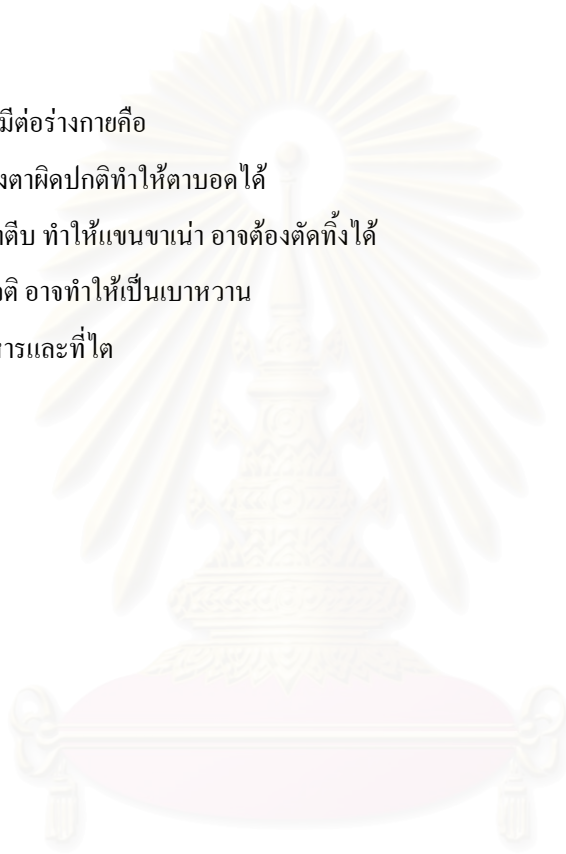 มีต่อร่างกายคือ
งตาผิดปกติทำให้ตาบอดได้
ตีบ ทำให้แขนขาเน่า อาจต้องตัดทิ้งได้
ติ อาจทำให้เป็นเบาหวาน
ารและที่ไต